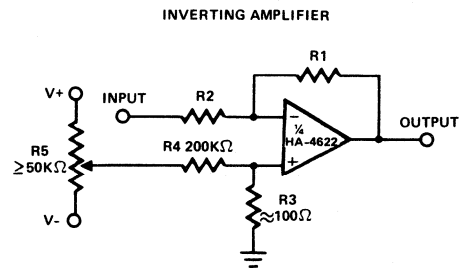 INVERTING AMPLIFIER
R1
V+
INPUT
R2
OUTPUT
R5
≥50KΩ
R4 200KΩ
−
¼
HA-4622
+
R3
≈100Ω
V-